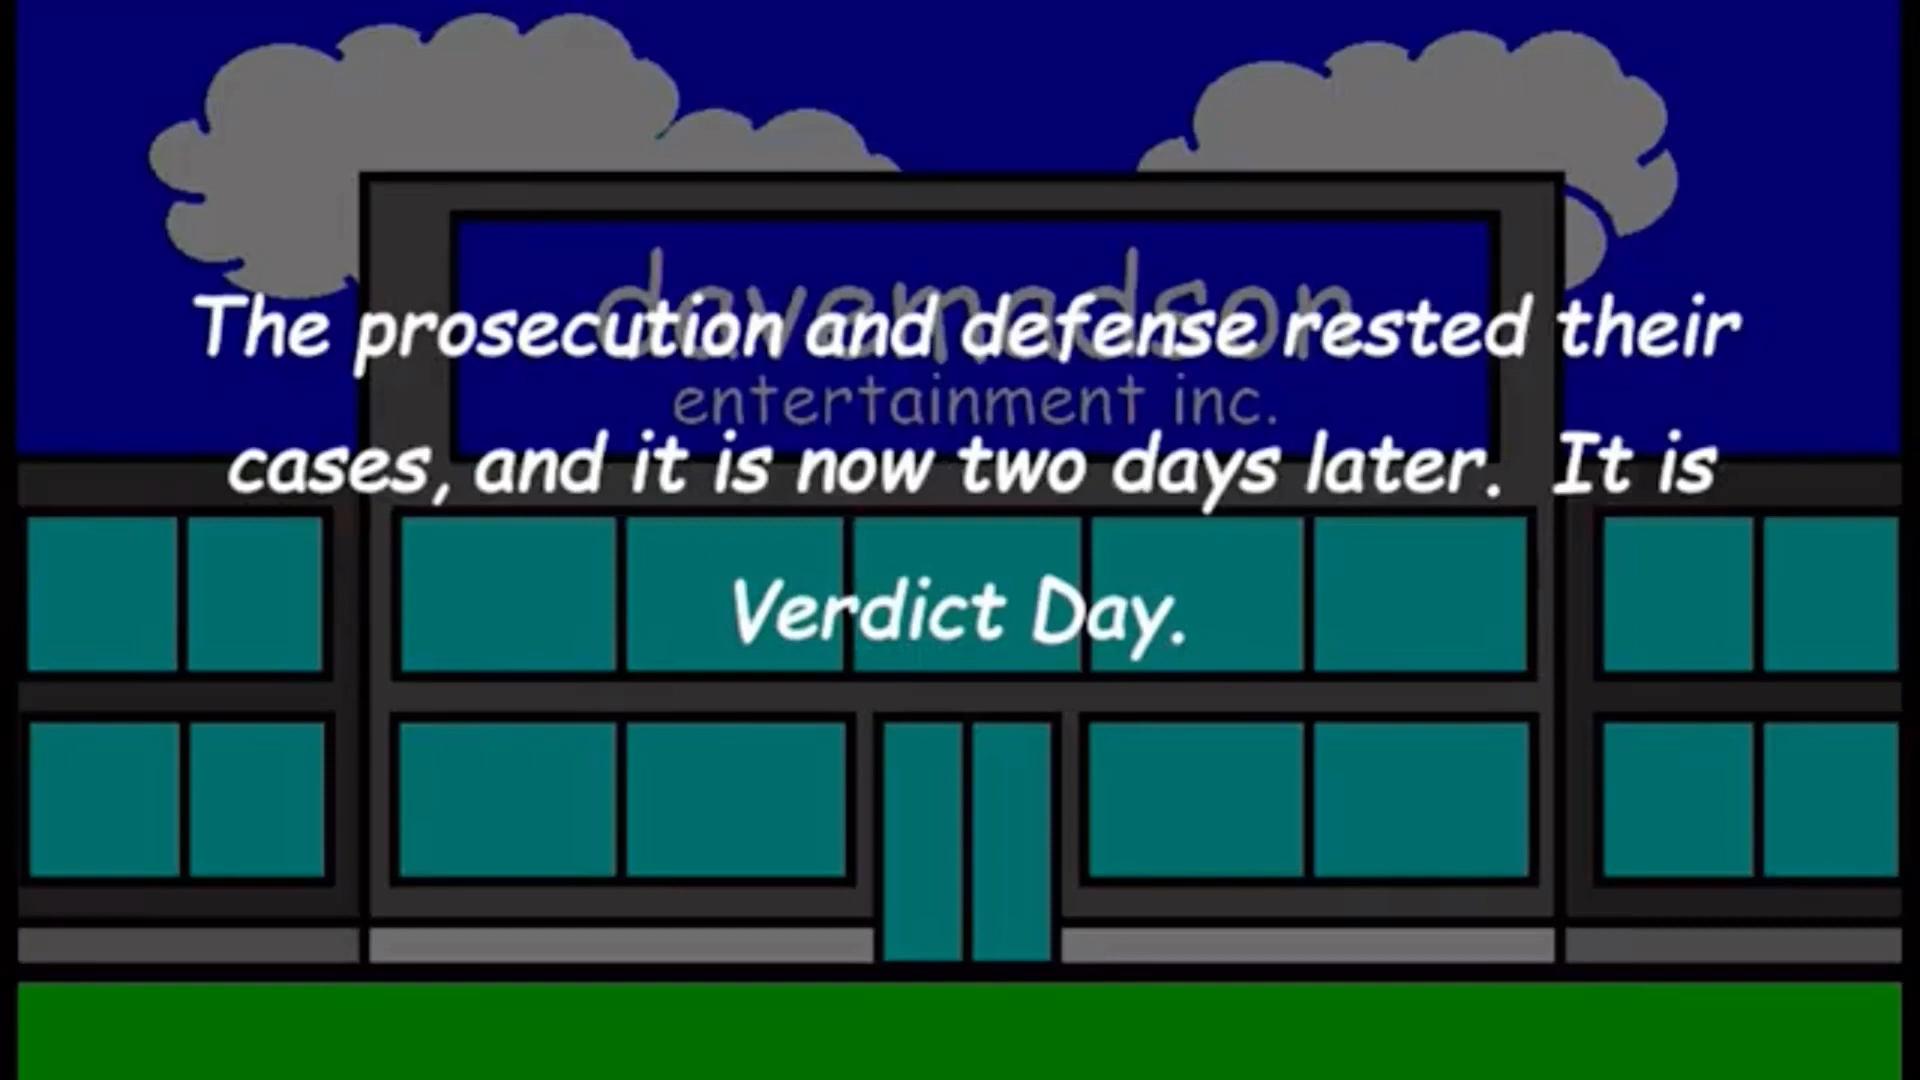 davemadson
The prosecution and defense rested their
entertainment inc.
cases, and it is now two days later. It is
Verdict Day.